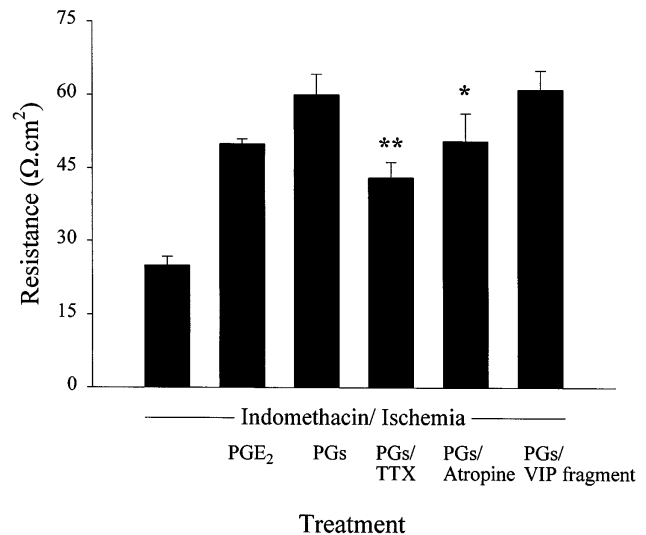 75
60
45
30
15
0
Resistance (Ω.cm²)
**
*
Indomethacin/ Ischemia
PGE₂
PGs
PGs/
TTX
PGs/
Atropine
PGs/
VIP fragment
Treatment